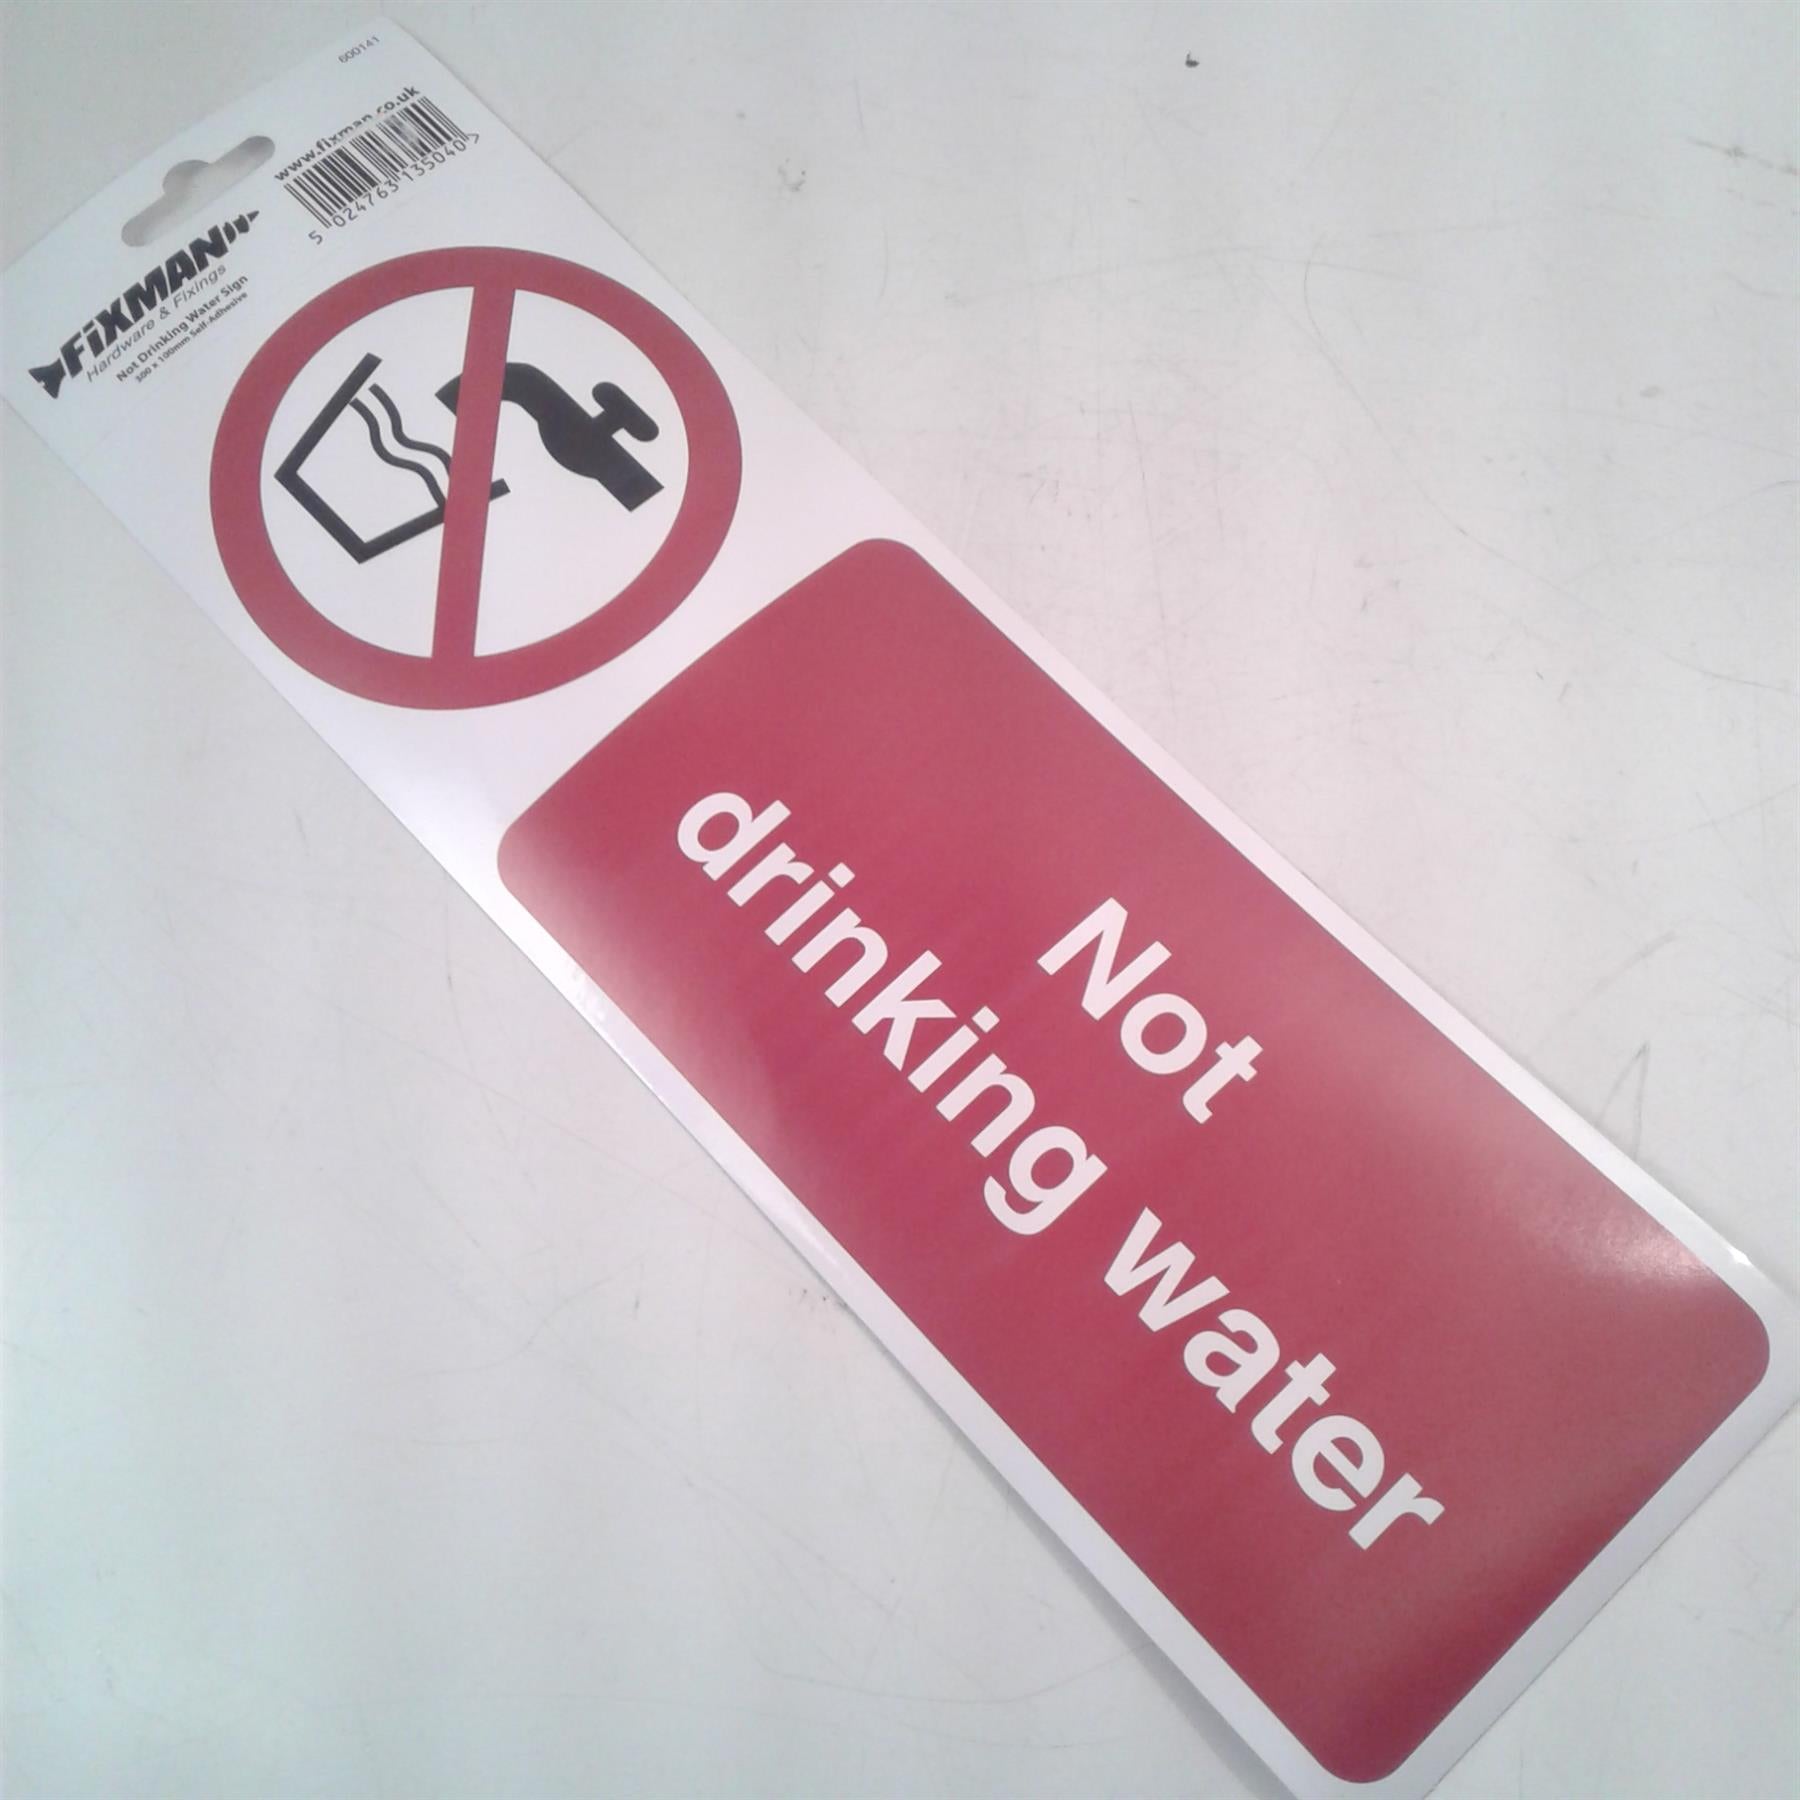 600141
www.fixman.co.uk
5 024763 135040 >
FiXMAN
Hardware & Fixings
Not Drinking Water Sign
300 x 100mm Self-Adhesive
Not
drinking water